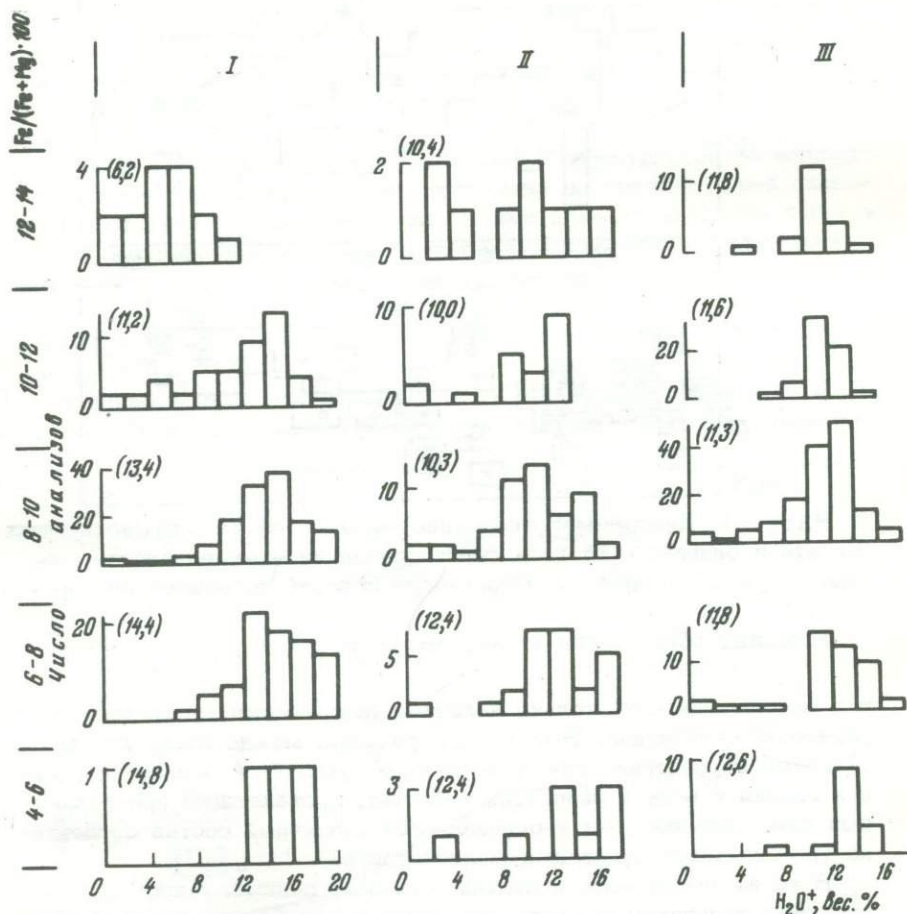 Fe/(Fe+Mg)·100
I II III
12-14
4 (6,2) 0
2 (10,4) 0
10 (11,8) 0
10-12
10 (11,2) 0
10 (10,0) 0
20 (11,6) 0
8-10
анализов
40 (13,4) 20 0
10 (10,3) 0
40 (11,3) 20 0
6-8
Число
20 (14,4) 0
5 (12,4) 0
10 (11,8) 0
4-6
1 (14,8) 0
3 (12,4) 0
10 (12,6) 0
0 4 8 12 16 20
0 4 8 12 16
0 4 8 12 16
H₂O⁺, вес. %